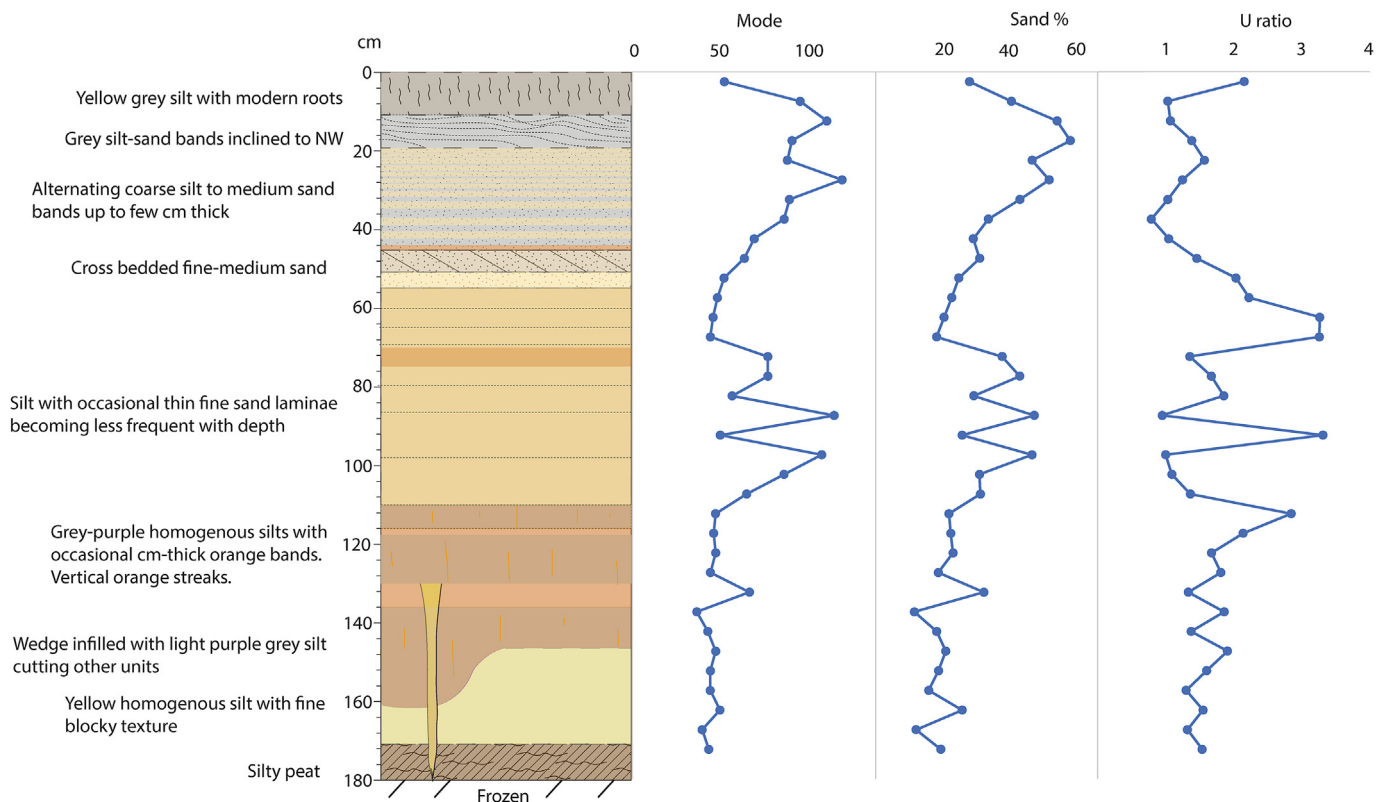 Mode
Sand %
U ratio
cm
0
50
100
20
40
60
1
2
3
4
0
Yellow grey silt with modern roots
Grey silt-sand bands inclined to NW
20
Alternating coarse silt to medium sand
bands up to few cm thick
40
Cross bedded fine-medium sand
60
80
Silt with occasional thin fine sand laminae
becoming less frequent with depth
100
Grey-purple homogenous silts with
occasional cm-thick orange bands.
Vertical orange streaks.
120
140
Wedge infilled with light purple grey silt
cutting other units
160
Yellow homogenous silt with fine
blocky texture
Silty peat
180
Frozen